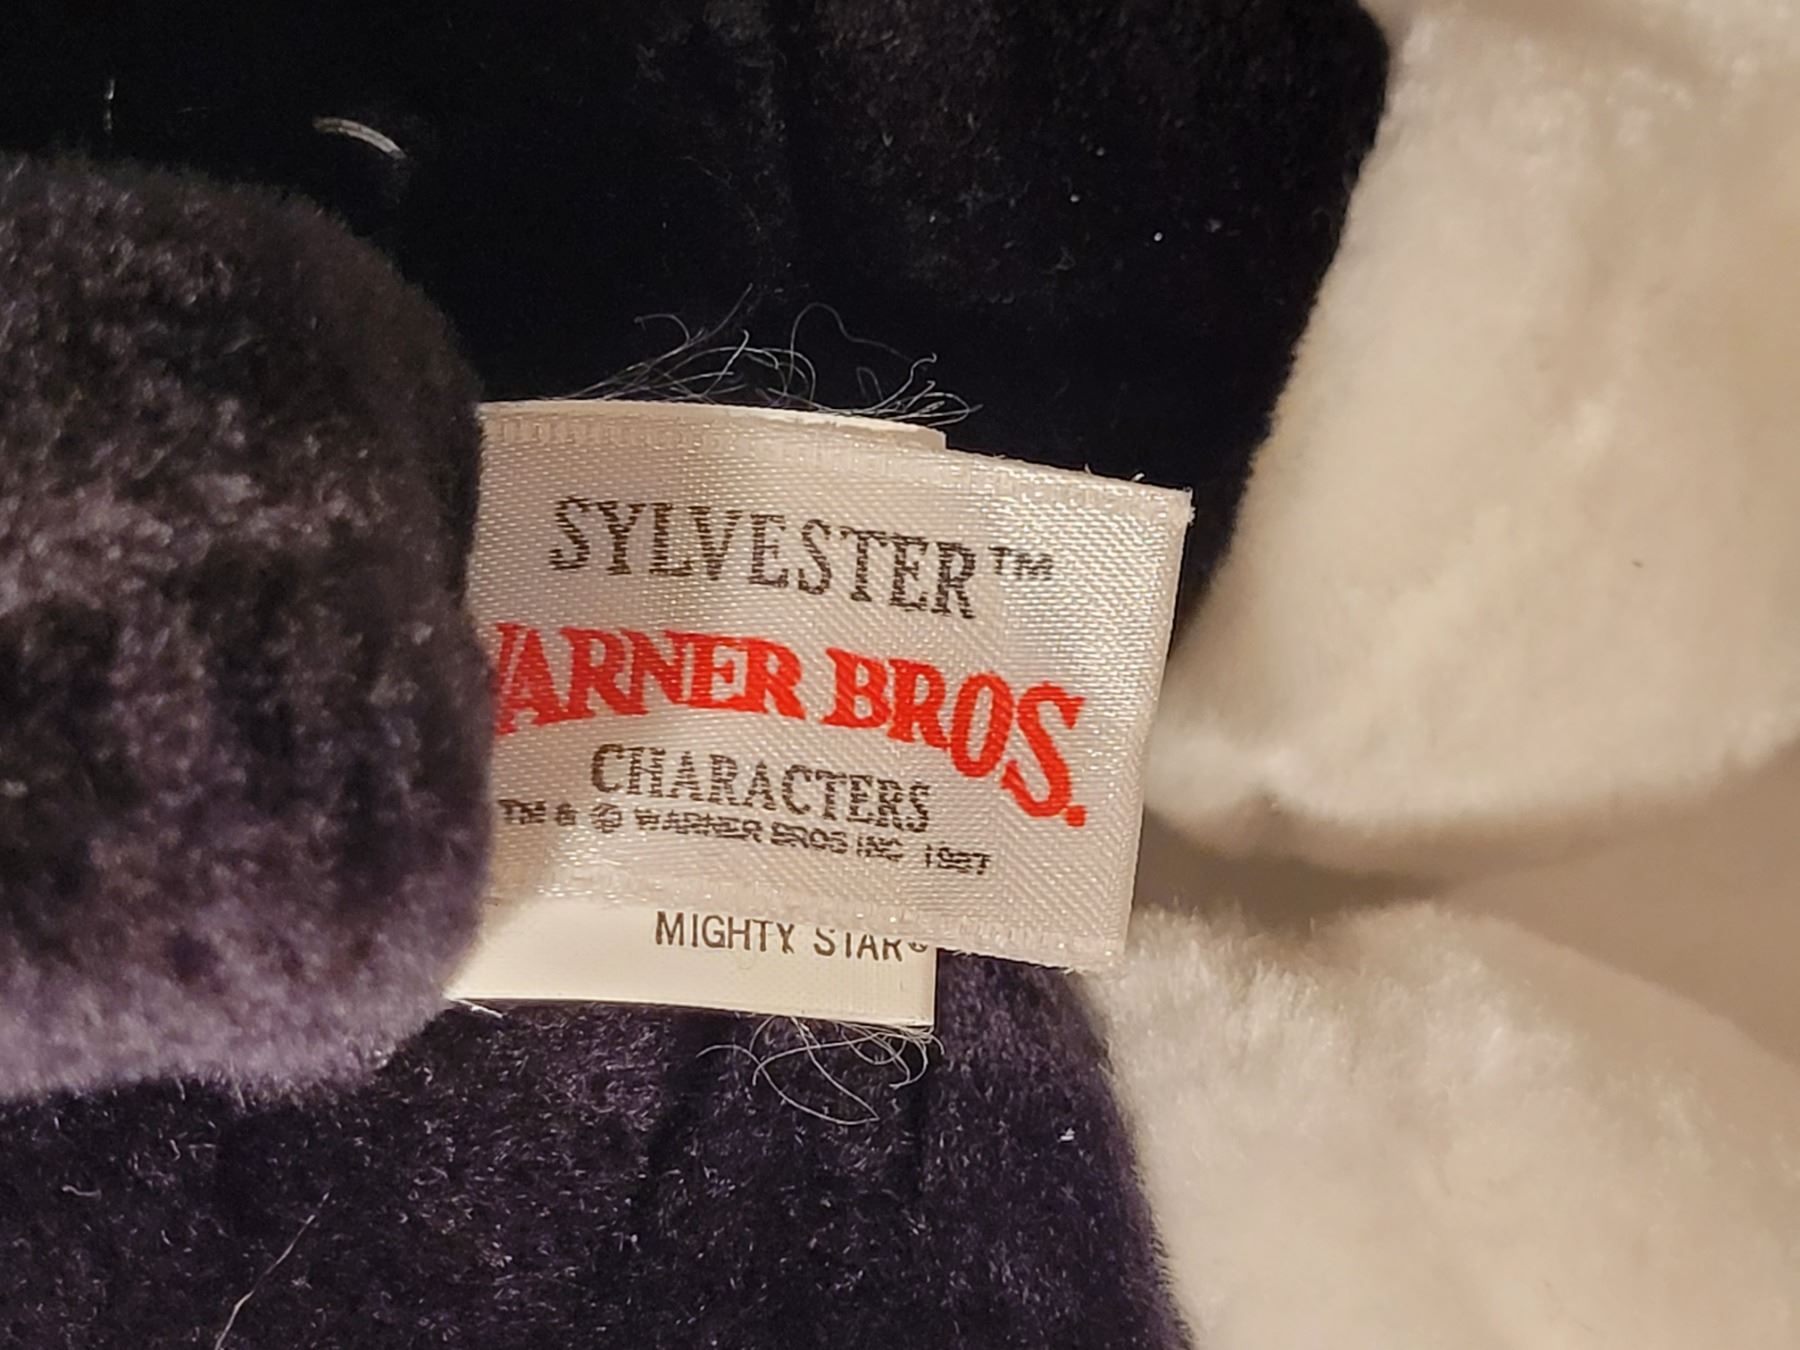 SYLVESTER™
WARNER BROS.
CHARACTERS
TM & © WARNER BROS INC 1987
MIGHTY STAR®